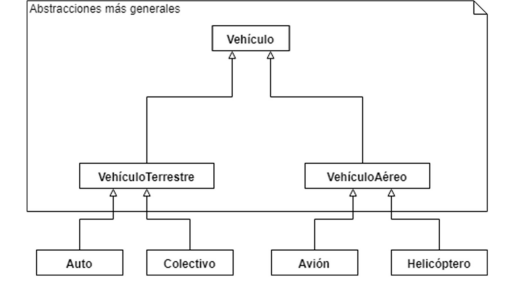 Abstracciones más generales
Vehículo
VehículoTerrestre
VehículoAéreo
Auto
Colectivo
Avión
Helicóptero